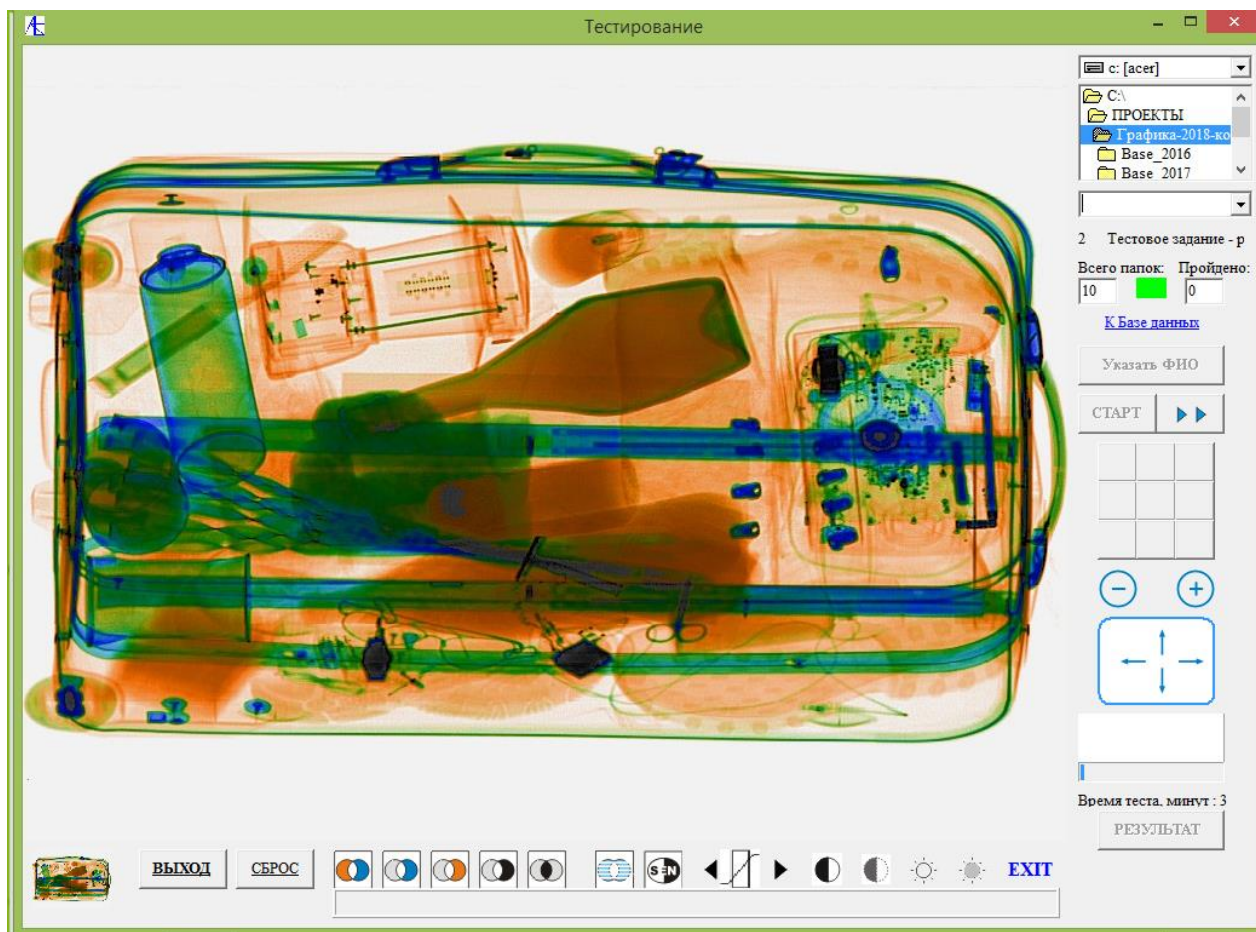 Тестирование
c: [acer]
C:\
ПРОЕКТЫ
Графика-2018-ко
Base_2016
Base_2017
2 Тестовое задание - р
Всего папок: Пройдено:
10 0
К Базе данных
Указать ФИО
СТАРТ
Время теста, минут : 3
РЕЗУЛЬТАТ
ВЫХОД СБРОС SEN EXIT